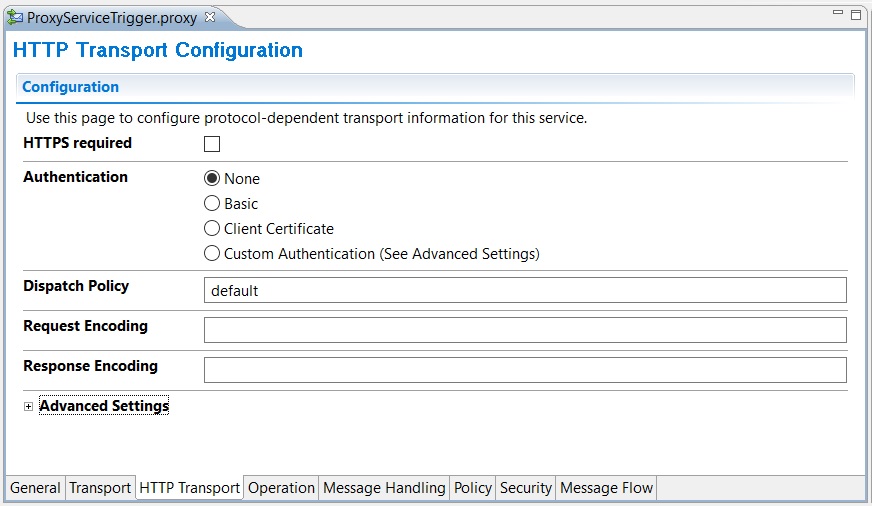 ProxyServiceTrigger.proxy
HTTP Transport Configuration
Configuration
Use this page to configure protocol-dependent transport information for this service.
HTTPS required
Authentication
None
Basic
Client Certificate
Custom Authentication (See Advanced Settings)
Dispatch Policy
default
Request Encoding
Response Encoding
Advanced Settings
General Transport HTTP Transport Operation Message Handling Policy Security Message Flow